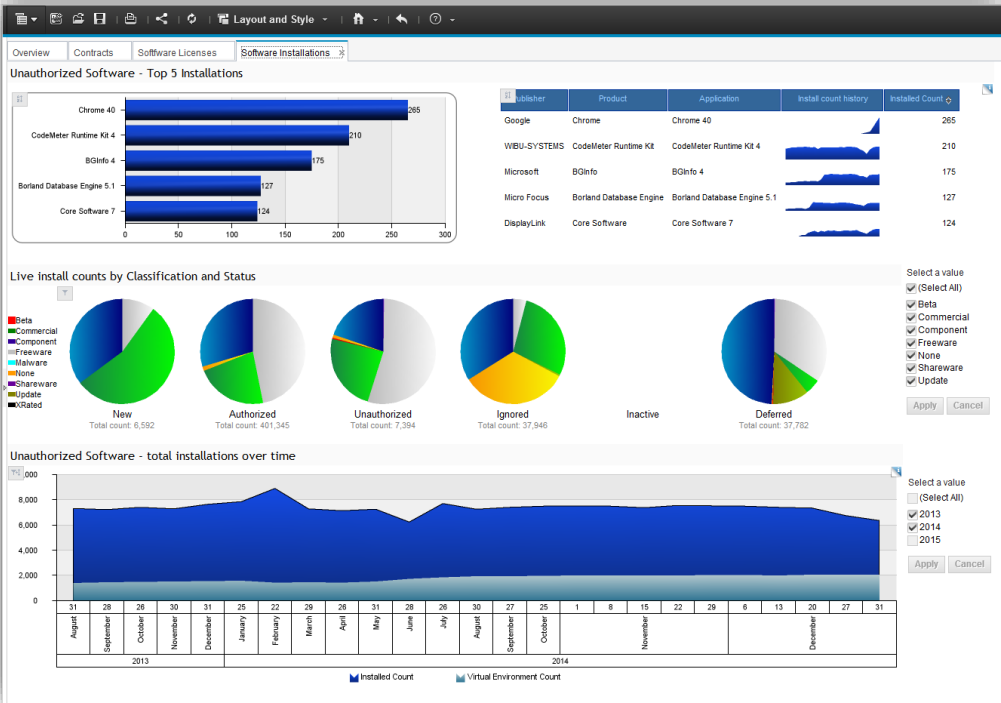 Layout and Style
Overview Contracts Softtware Licenses Software Installations ×
Unauthorized Software - Top 5 Installations
Chrome 40 265
CodeMeter Runtime Kit 4 210
BGInfo 4 175
Borland Database Engine 5.1 127
Core Software 7 124
0 50 100 150 200 250 300
ublisher Product Application Install count history Installed Count
Google Chrome Chrome 40 265
WIBU-SYSTEMS CodeMeter Runtime Kit CodeMeter Runtime Kit 4 210
Microsoft BGInfo BGInfo 4 175
Micro Focus Borland Database Engine Borland Database Engine 5.1 127
DisplayLink Core Software Core Software 7 124
Live install counts by Classification and Status
Beta
Commercial
Component
Freeware
Malware
None
Shareware
Update
XRated
New Authorized Unauthorized Ignored Inactive Deferred
Total count: 6,592 Total count: 401,345 Total count: 7,394 Total count: 37,946 Total count: 37,782
Select a value
(Select All)
Beta
Commercial
Component
Freeware
None
Shareware
Update
Apply Cancel
Unauthorized Software - total installations over time
,000
8,000
6,000
4,000
2,000
0
31 28 26 30 31 25 22 29 26 31 28 26 30 27 25 1 8 15 22 29 6 13 20 27 31
August September October November December January February March April May June July August September October November December
2013 2014
Installed Count Virtual Environment Count
Select a value
(Select All)
2013
2014
2015
Apply Cancel